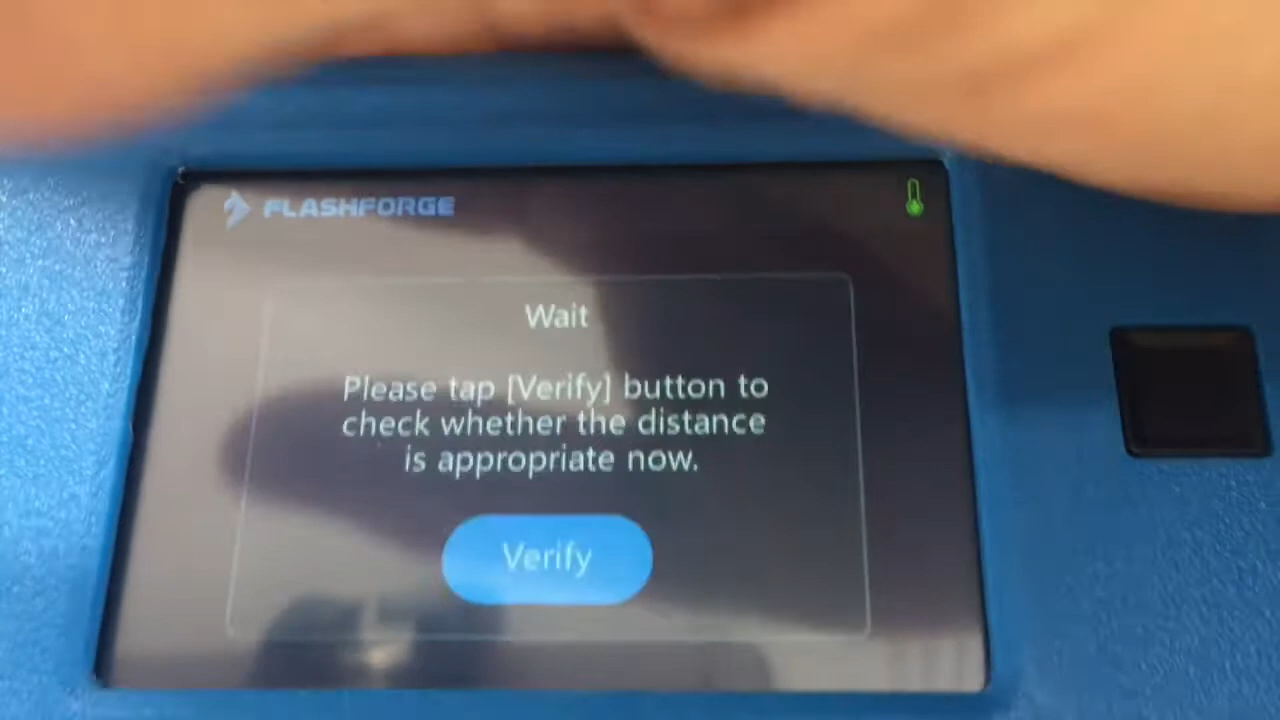 FLASHFORGE
Wait
Please tap [Verify] button to
check whether the distance
is appropriate now.
Verify